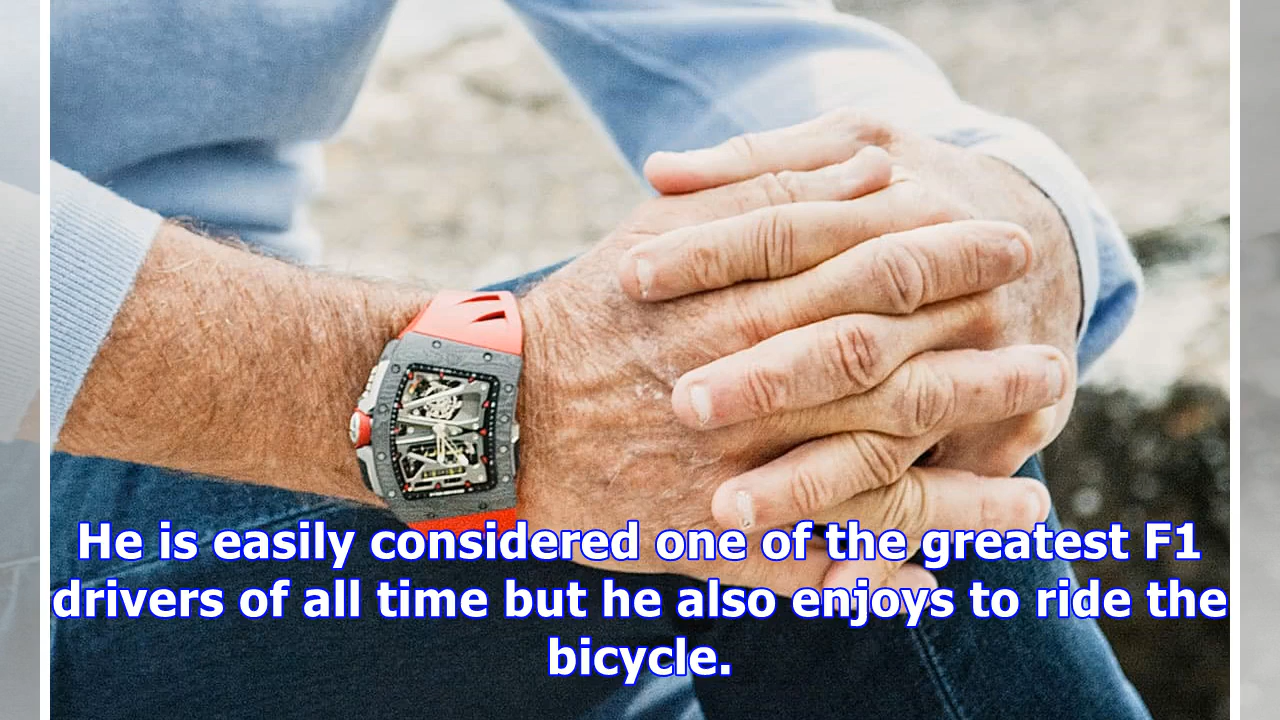 He is easily considered one of the greatest F1
drivers of all time but he also enjoys to ride the
bicycle.